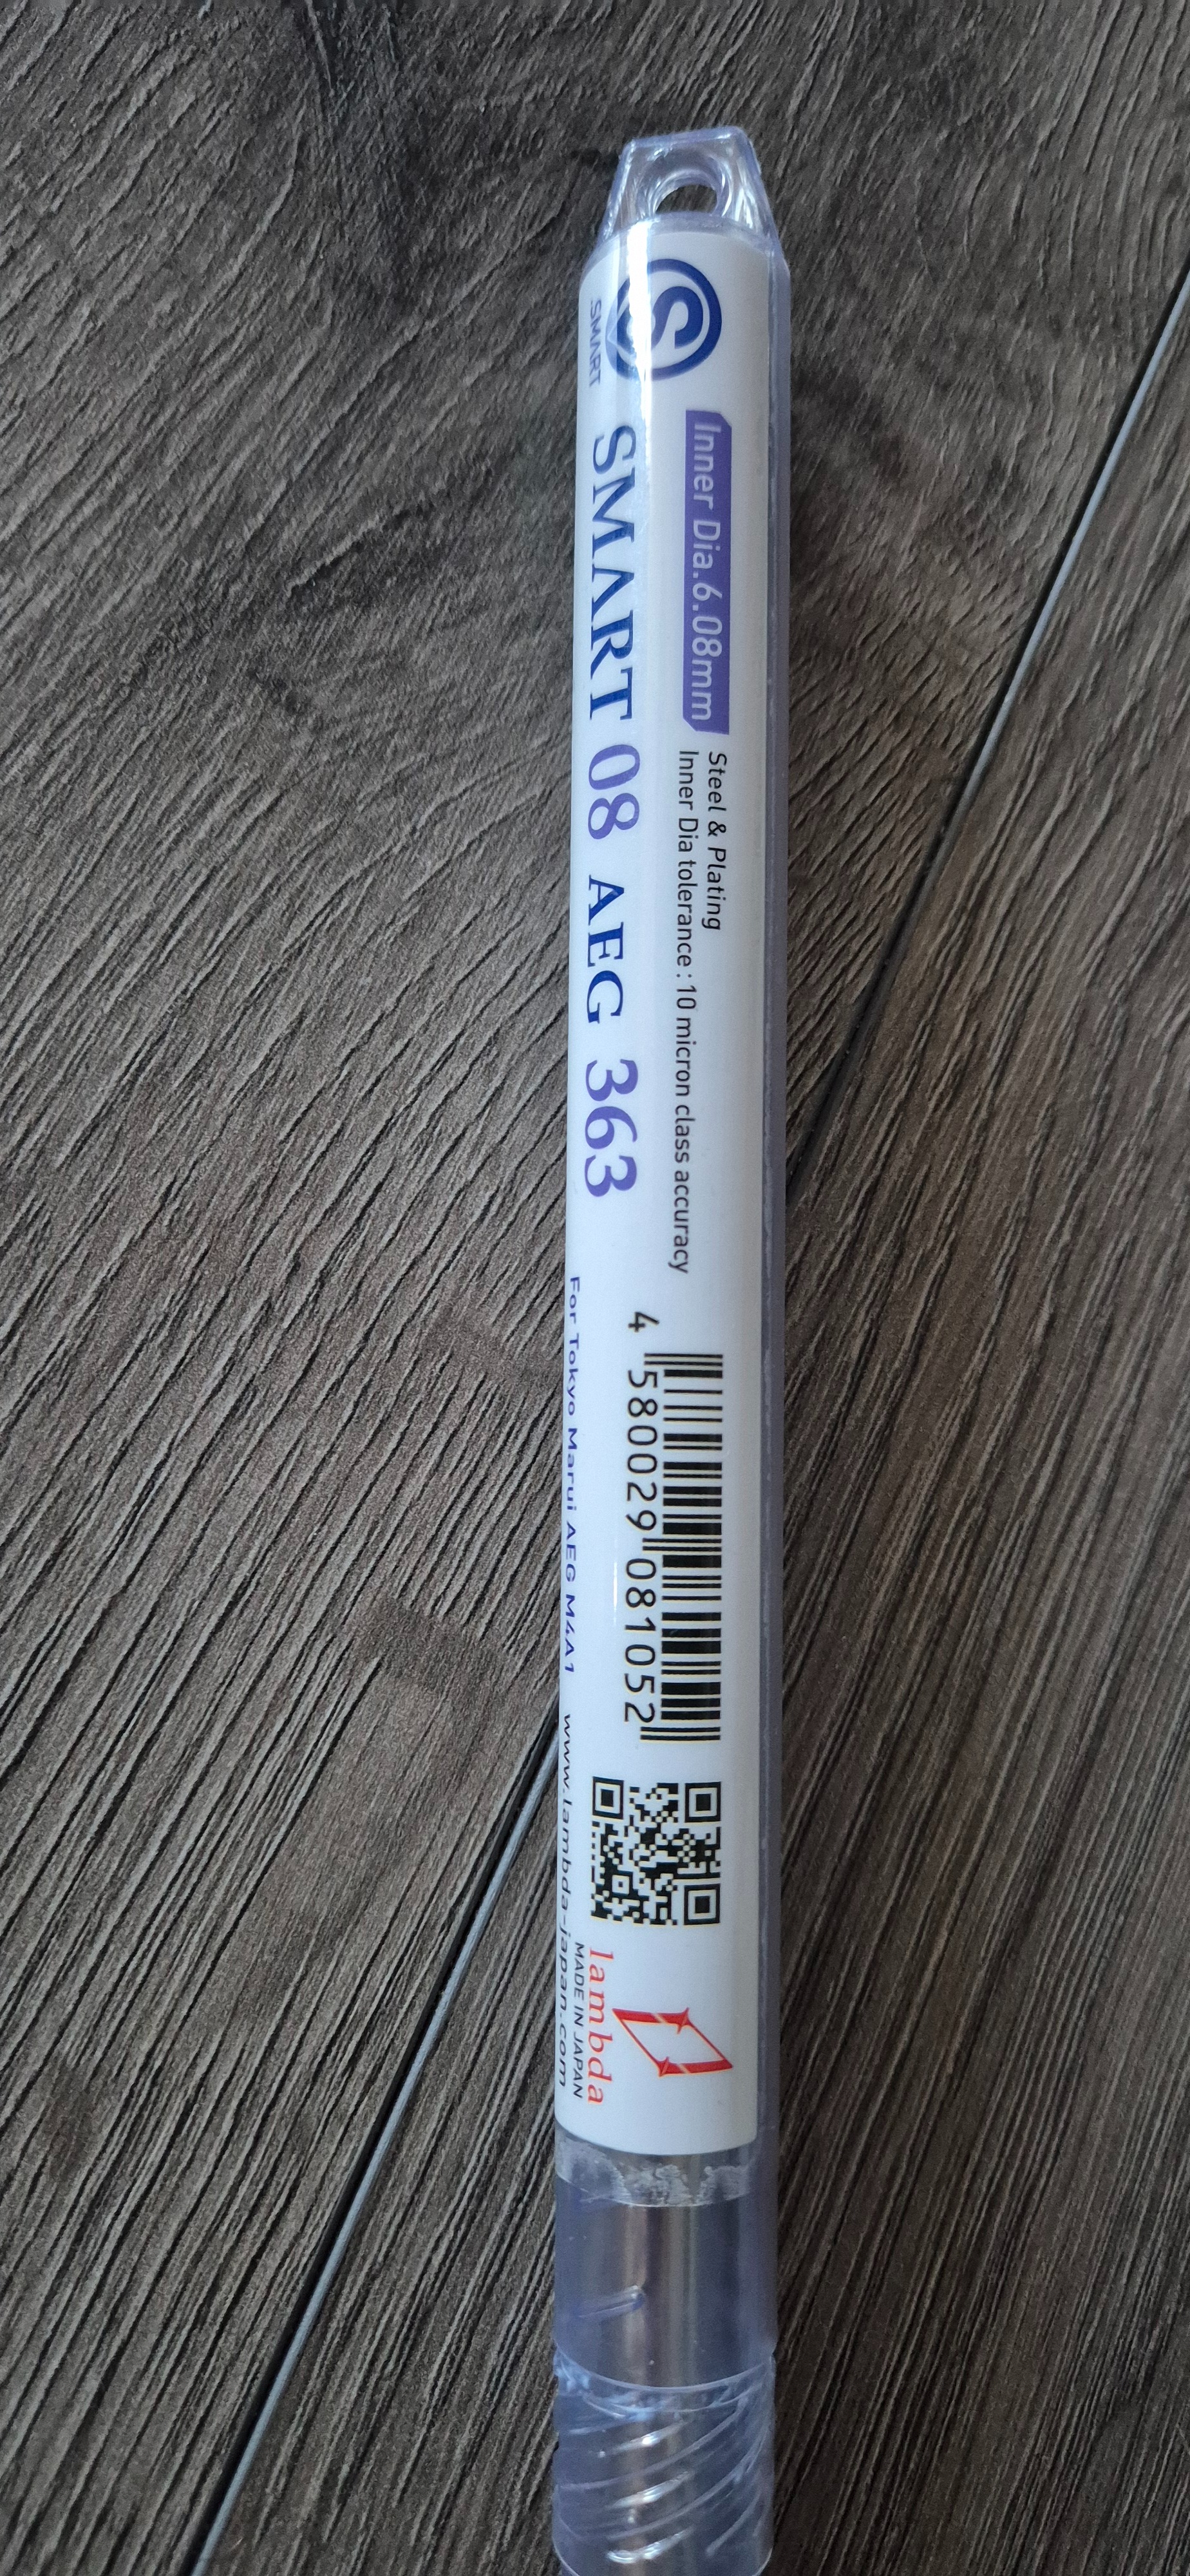 SMART
Inner Dia.6.08mm
Steel & Plating
Inner Dia tolerance : 10 micron class accuracy
SMART 08 AEG 363
For Tokyo Marui AEG M4A1 www.lambda-japan.com
4 580029 081052
lambda
MADE IN JAPAN